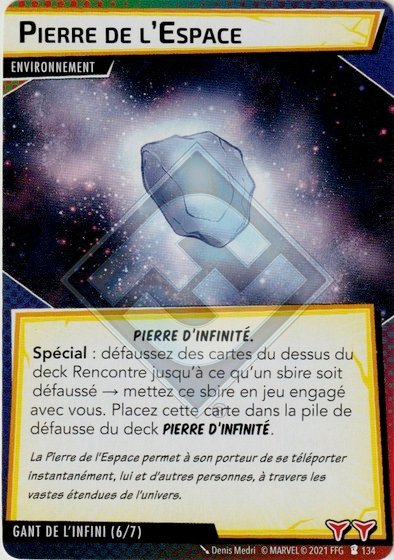 PIERRE DE L'ESPACE
ENVIRONNEMENT
PIERRE D'INFINITÉ.
Spécial : défaussez des cartes du dessus du
deck Rencontre jusqu'à ce qu'un sbire soit
défaussé → mettez ce sbire en jeu engagé
avec vous. Placez cette carte dans la pile de
défausse du deck PIERRE D'INFINITÉ.
La Pierre de l'Espace permet à son porteur de se téléporter
instantanément, lui et d'autres personnes, à travers les
vastes étendues de l'univers.
GANT DE L'INFINI (6/7)
Denis Medri © MARVEL © 2021 FFG 134